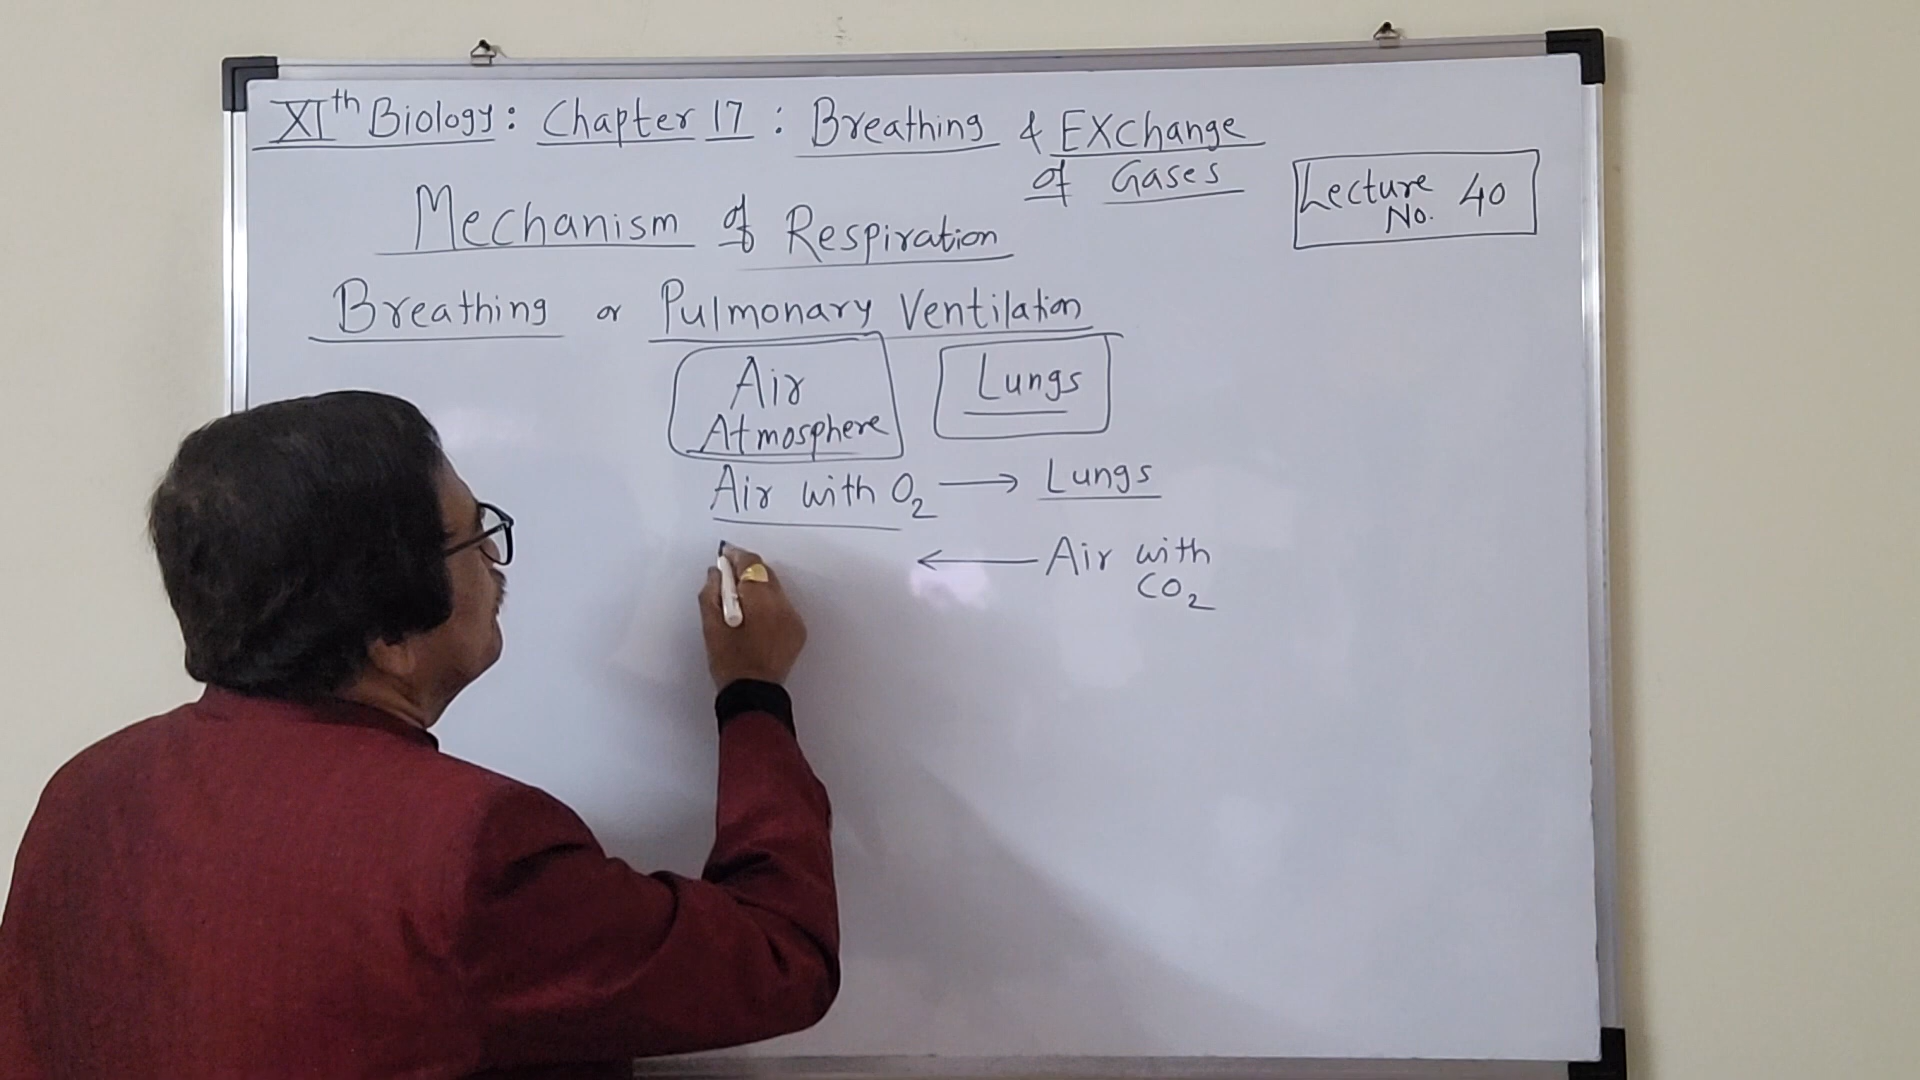 XIth Biology: Chapter 17: Breathing & EXchange
of Gases
Lecture No. 40
Mechanism of Respiration
Breathing or Pulmonary Ventilation
Air Lungs
Atmosphere
Air with O2 → Lungs
← Air with
CO2